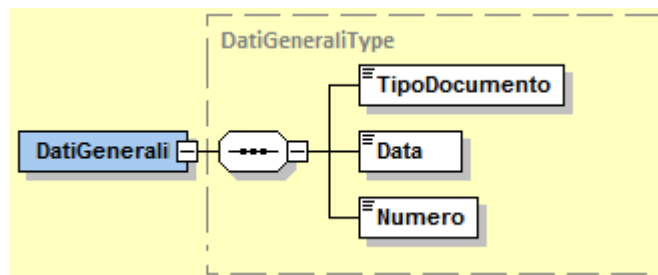 DatiGeneraliType
TipoDocumento
DatiGenerali
Data
Numero